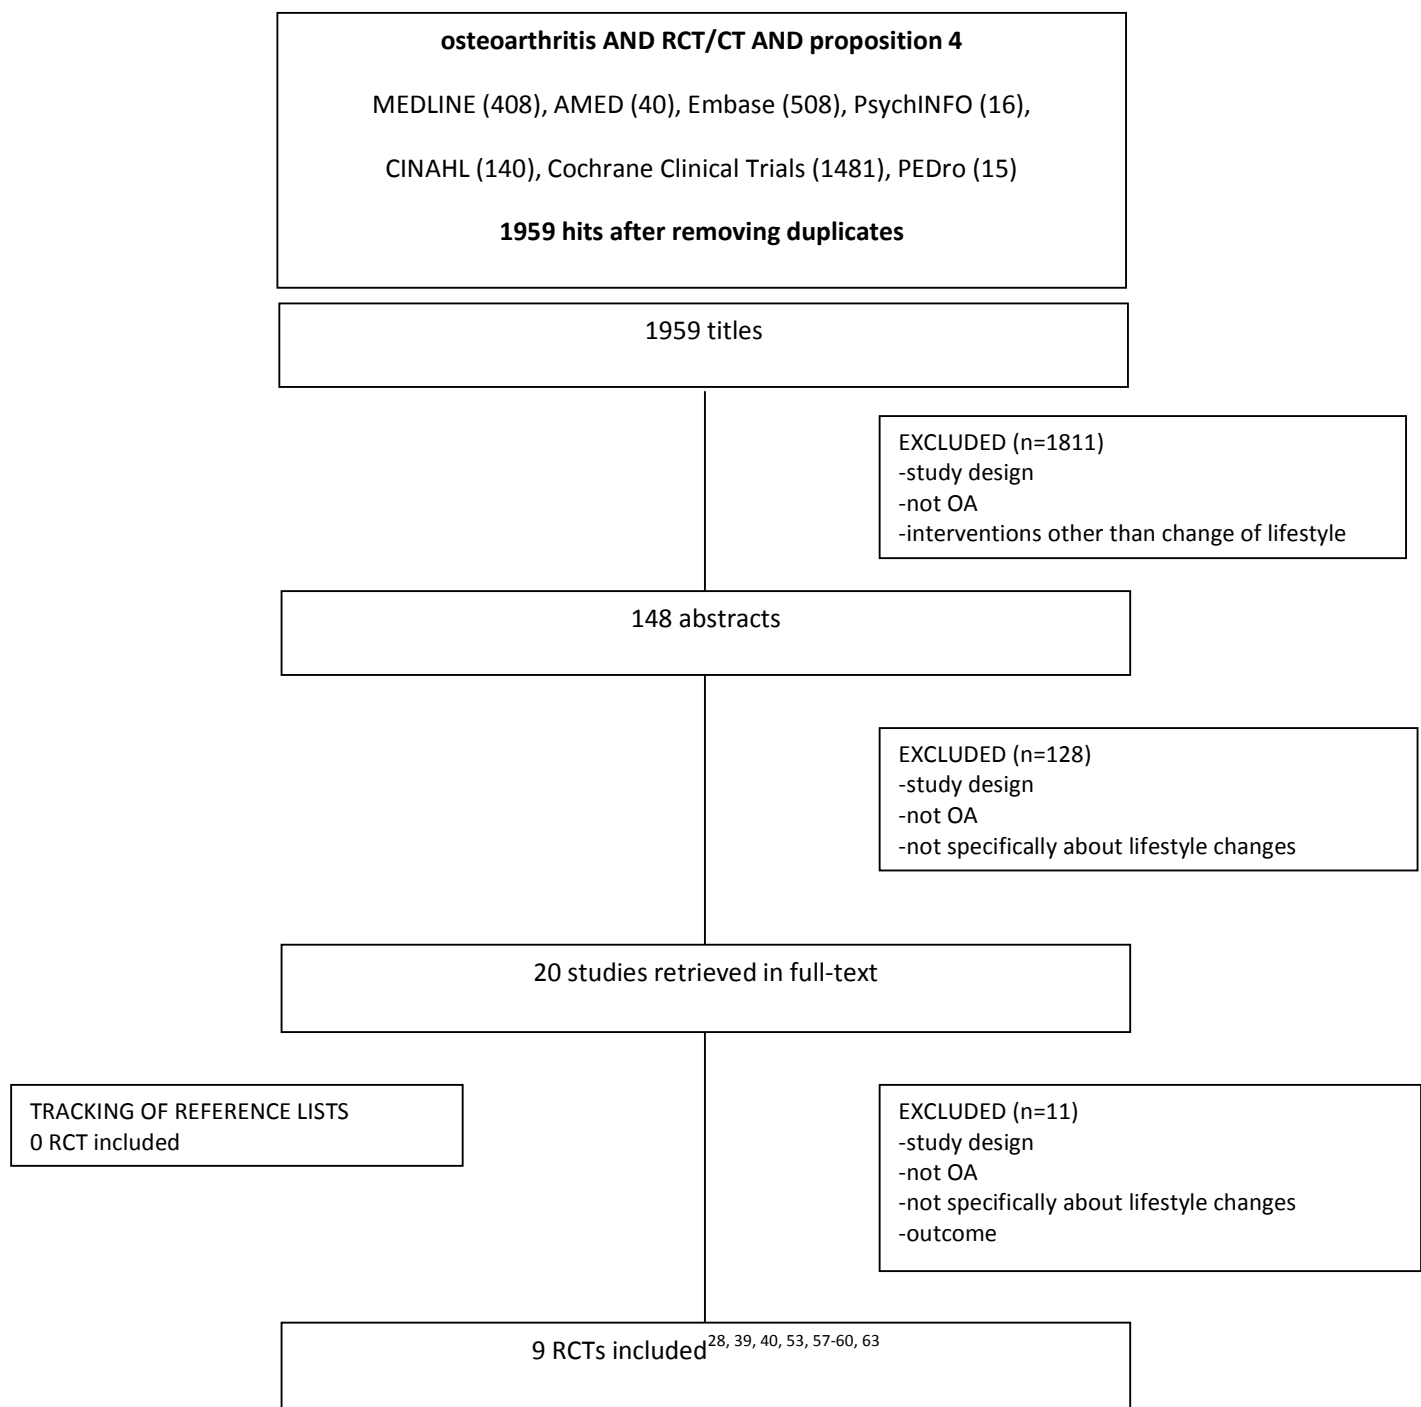 osteoarthritis AND RCT/CT AND proposition 4
MEDLINE (408), AMED (40), Embase (508), PsychINFO (16),
CINAHL (140), Cochrane Clinical Trials (1481), PEDro (15)
1959 hits after removing duplicates
1959 titles
EXCLUDED (n=1811)
-study design
-not OA
-interventions other than change of lifestyle
148 abstracts
EXCLUDED (n=128)
-study design
-not OA
-not specifically about lifestyle changes
20 studies retrieved in full-text
TRACKING OF REFERENCE LISTS
0 RCT included
EXCLUDED (n=11)
-study design
-not OA
-not specifically about lifestyle changes
-outcome
9 RCTs included28, 39, 40, 53, 57-60, 63